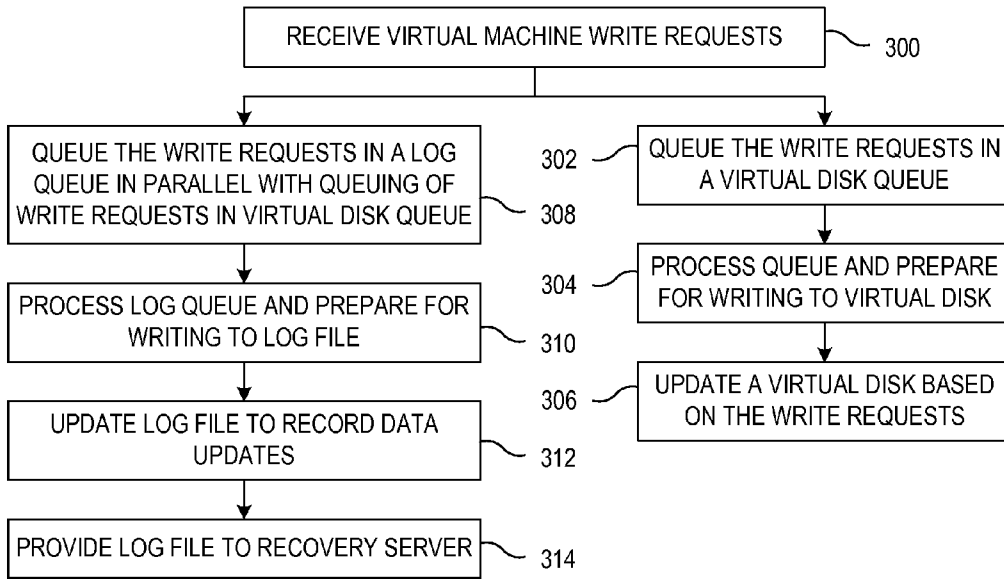 RECEIVE VIRTUAL MACHINE WRITE REQUESTS
300
QUEUE THE WRITE REQUESTS IN A LOG
QUEUE IN PARALLEL WITH QUEUING OF
WRITE REQUESTS IN VIRTUAL DISK QUEUE
308
PROCESS LOG QUEUE AND PREPARE FOR
WRITING TO LOG FILE
310
UPDATE LOG FILE TO RECORD DATA
UPDATES
312
PROVIDE LOG FILE TO RECOVERY SERVER
314
302
QUEUE THE WRITE REQUESTS IN
A VIRTUAL DISK QUEUE
304
PROCESS QUEUE AND PREPARE
FOR WRITING TO VIRTUAL DISK
306
UPDATE A VIRTUAL DISK BASED
ON THE WRITE REQUESTS